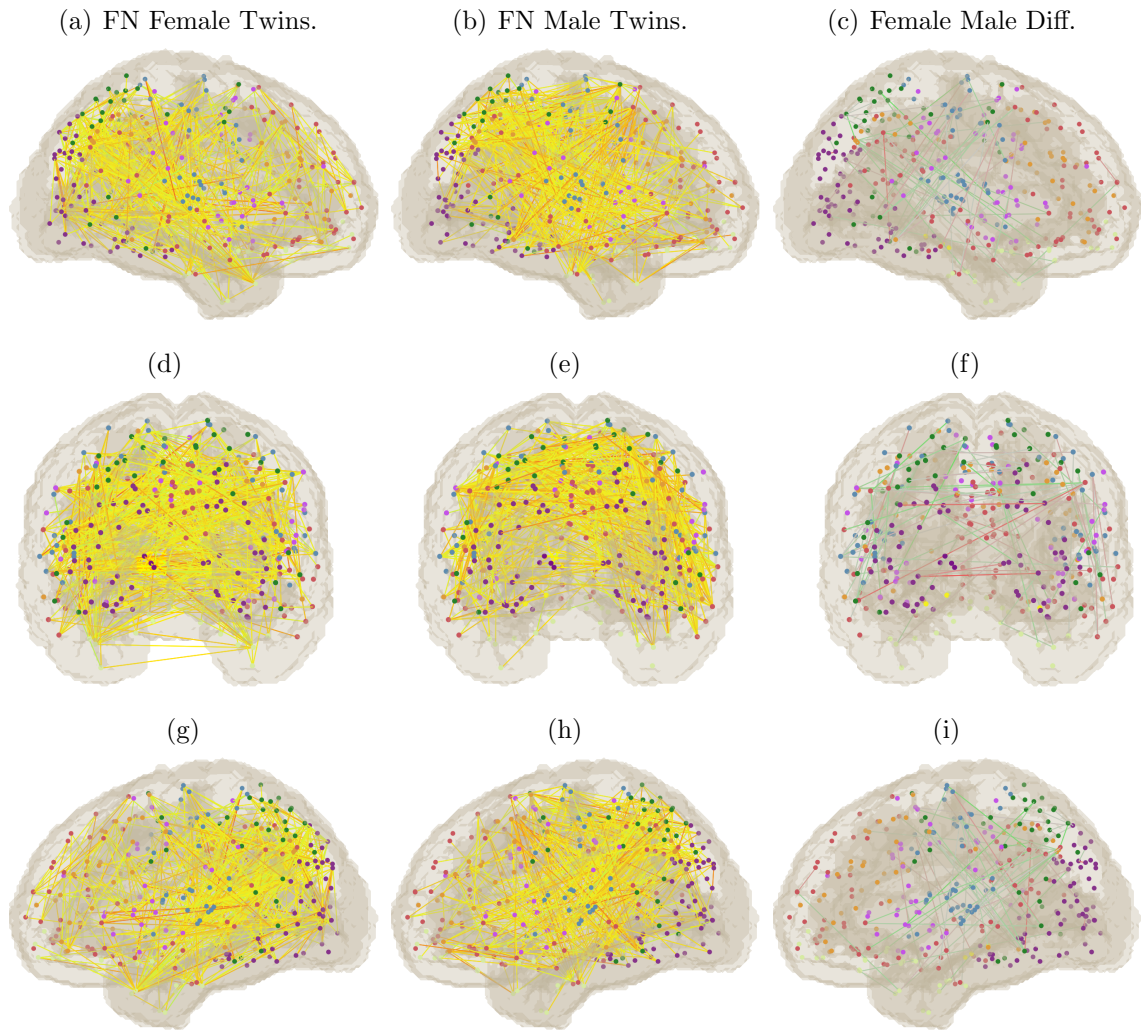 (a) FN Female Twins.
(b) FN Male Twins.
(c) Female Male Diff.
(d)
(e)
(f)
(g)
(h)
(i)